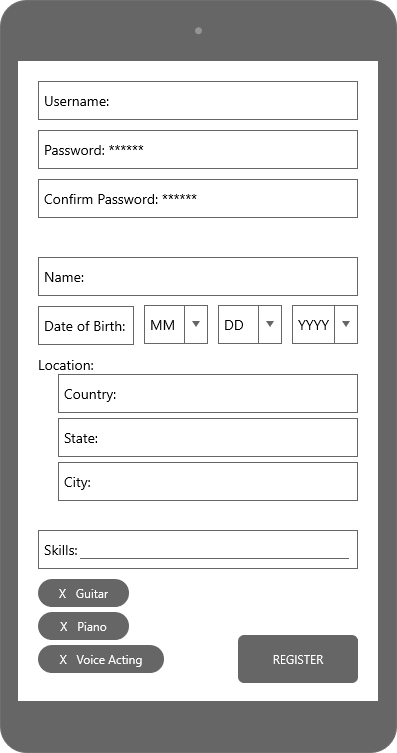 Username:
Password: ******
Confirm Password: ******
Name:
Date of Birth: MM DD YYYY
Location:
Country:
State:
City:
Skills:
X Guitar
X Piano
X Voice Acting
REGISTER